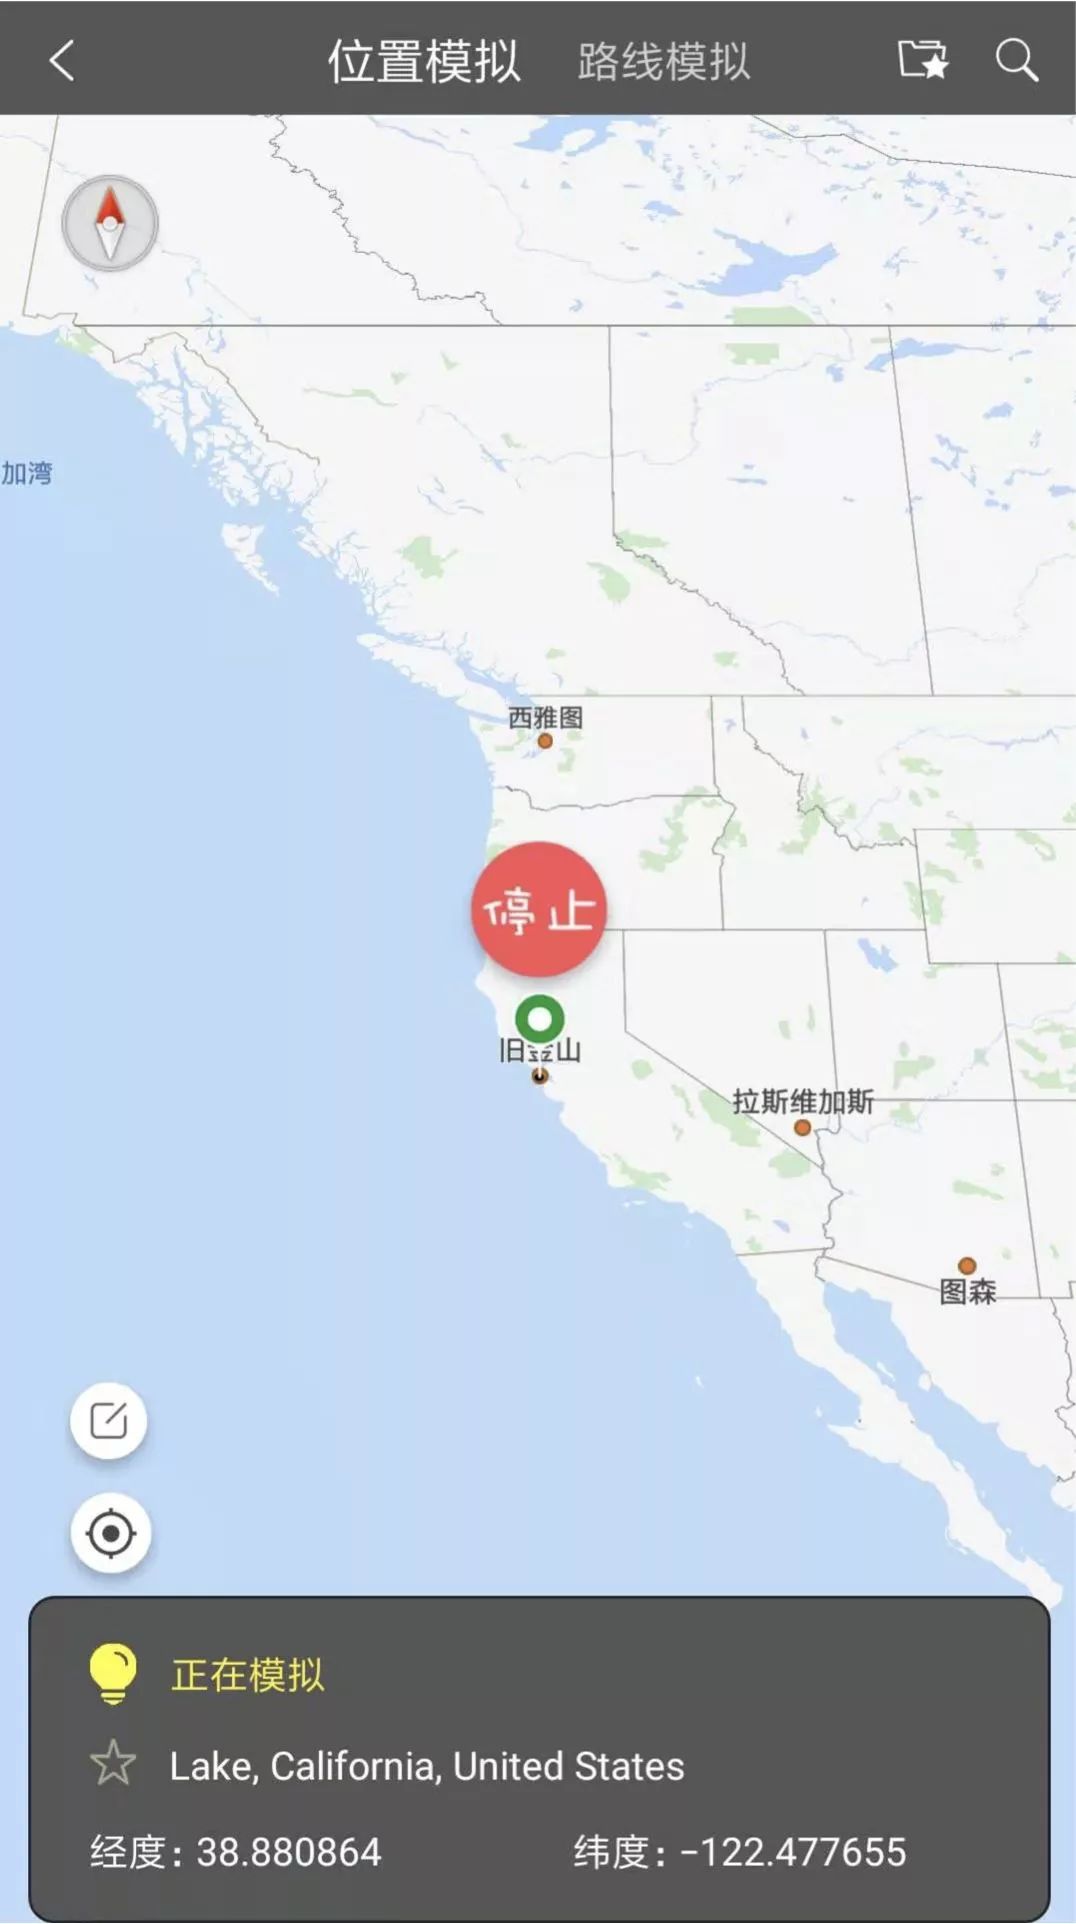 位置模拟 路线模拟
加湾
西雅图
停止
旧金山
拉斯维加斯
图森
正在模拟
Lake, California, United States
经度: 38.880864 纬度: -122.477655